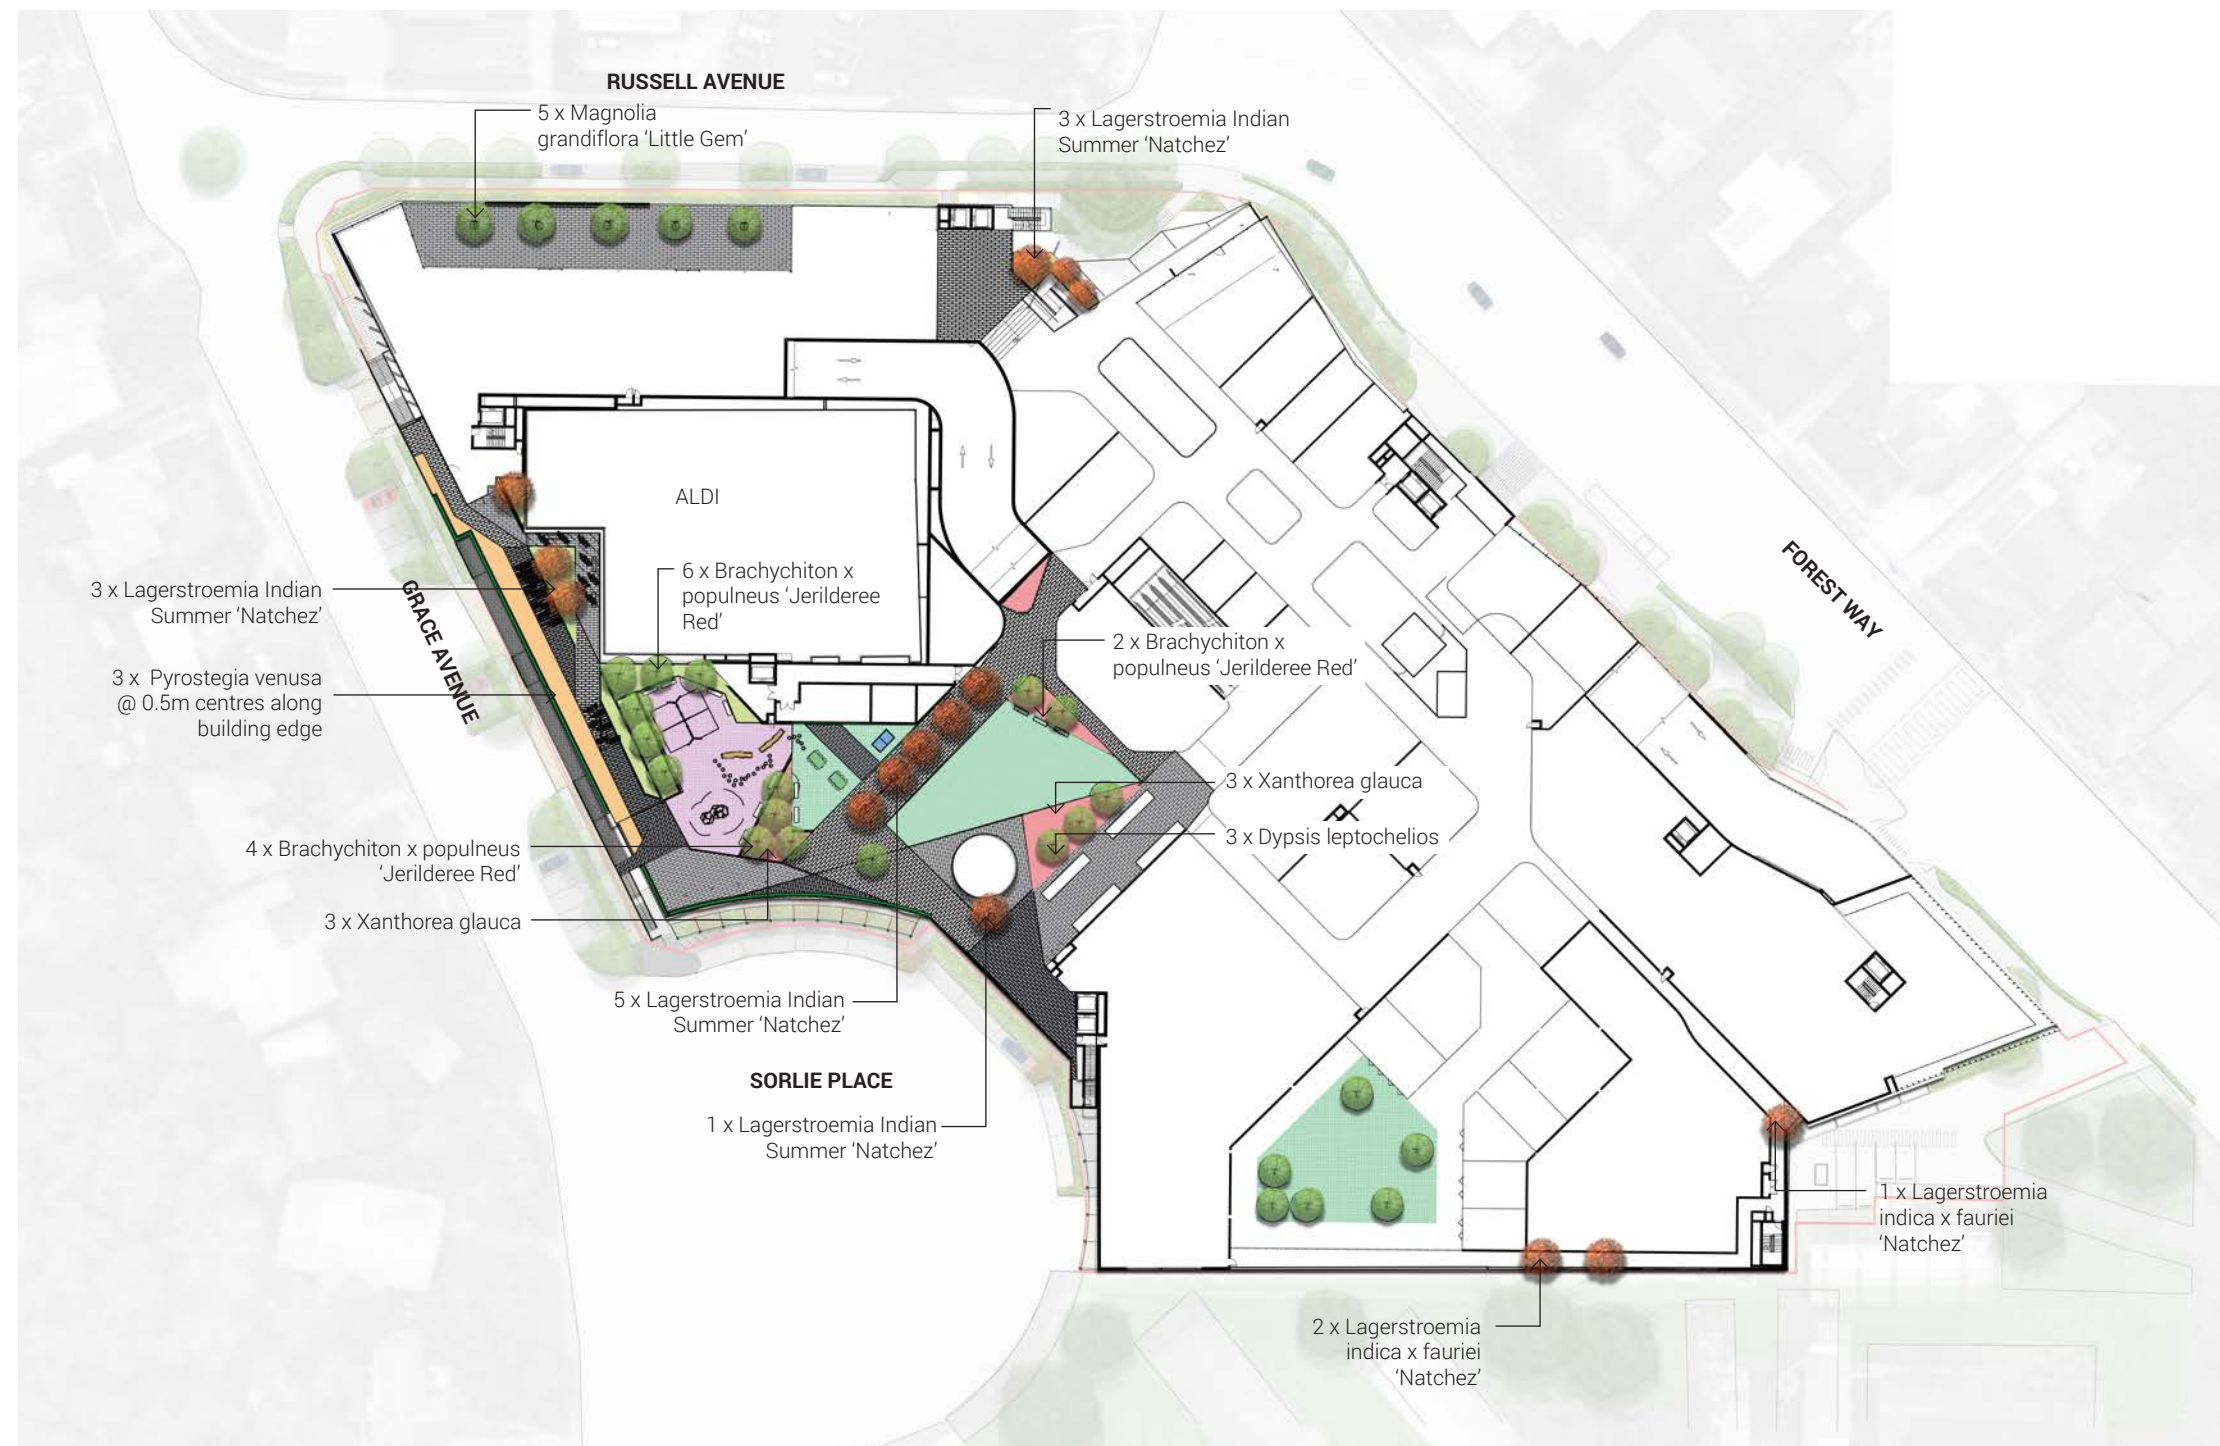 RUSSELL AVENUE
5 x Magnolia
grandiflora ‘Little Gem’
3 x Lagerstroemia Indian
Summer ‘Natchez’
ALDI
6 x Brachychiton x
populneus ‘Jerilderee
Red’
FOREST WAY
3 x Lagerstroemia Indian
Summer ‘Natchez’
GRACE AVENUE
2 x Brachychiton x
populneus ‘Jerilderee Red’
3 x Pyrostegia venusa
@ 0.5m centres along
building edge
3 x Xanthorea glauca
3 x Dypsis leptochelios
4 x Brachychiton x populneus
‘Jerilderee Red’
3 x Xanthorea glauca
5 x Lagerstroemia Indian
Summer ‘Natchez’
SORLIE PLACE
1 x Lagerstroemia Indian
Summer ‘Natchez’
1 x Lagerstroemia
indica x fauriei
‘Natchez’
2 x Lagerstroemia
indica x fauriei
‘Natchez’